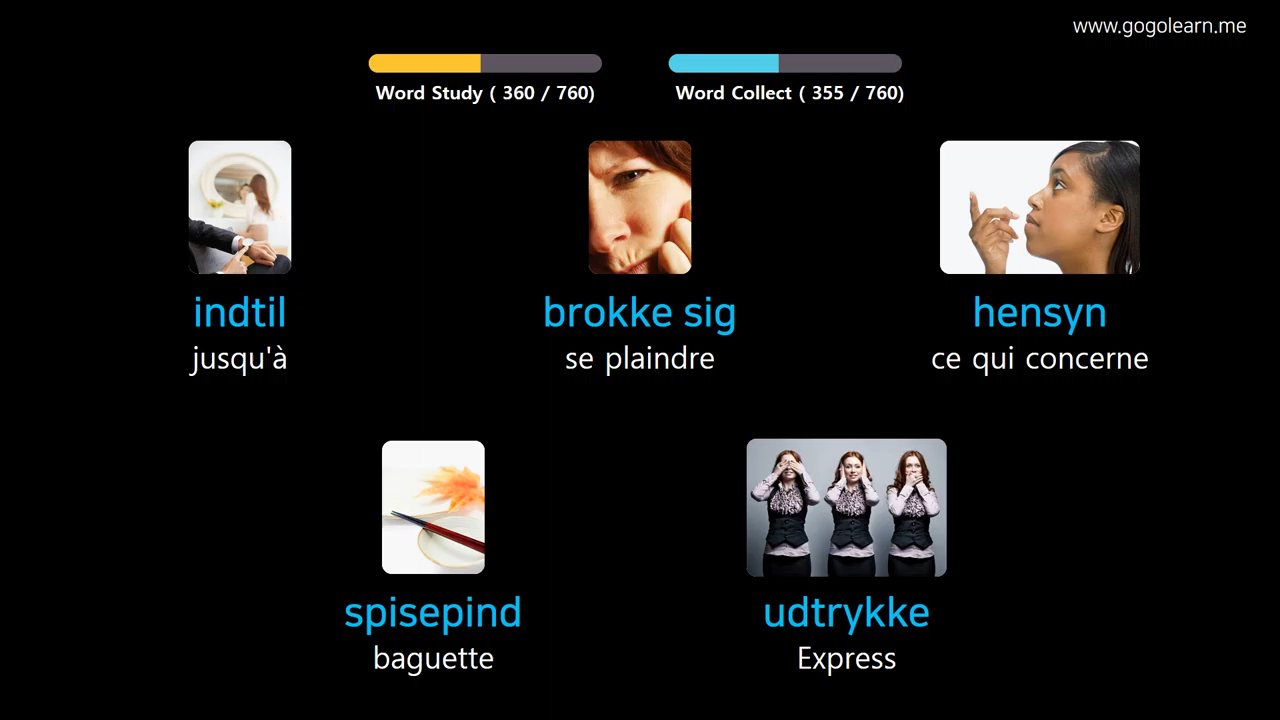 www.gogolearn.me
Word Study ( 360 / 760)
Word Collect ( 355 / 760)
indtil
jusqu'à
brokke sig
se plaindre
hensyn
ce qui concerne
spisepind
baguette
udtrykke
Express